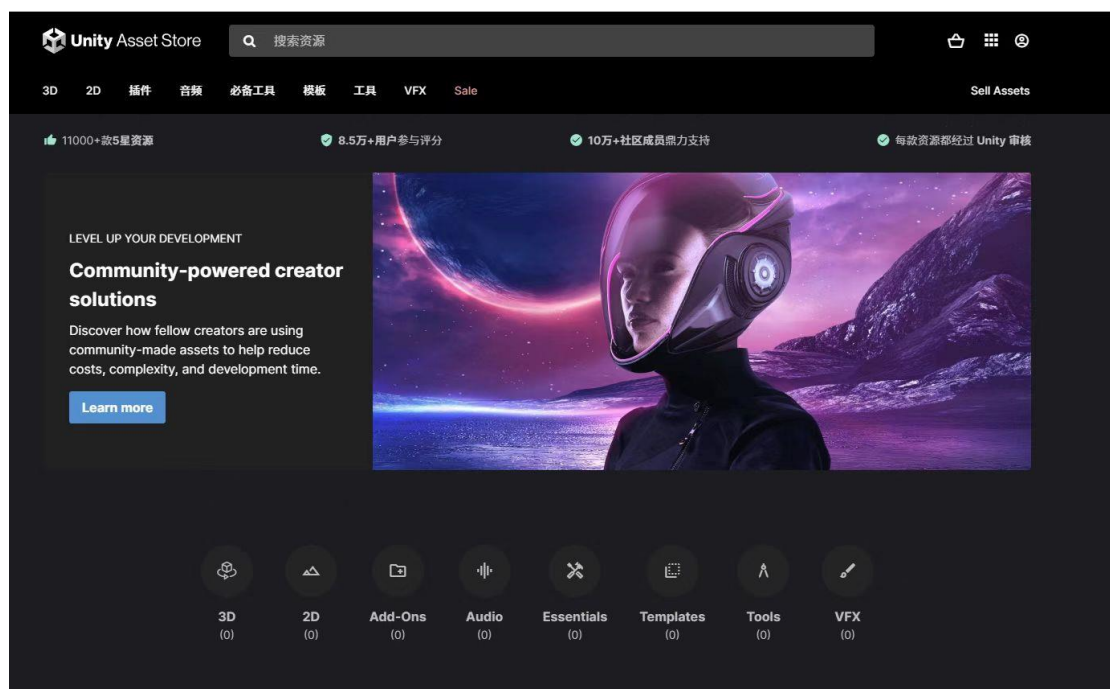 Unity Asset Store
搜索资源
3D 2D 插件 音频 必备工具 模板 工具 VFX Sale Sell Assets
11000+款5星资源 8.5万+用户参与评分 10万+社区成员鼎力支持 每款资源都经过 Unity 审核
LEVEL UP YOUR DEVELOPMENT
Community-powered creator
solutions
Discover how fellow creators are using
community-made assets to help reduce
costs, complexity, and development time.
Learn more
3D 2D Add-Ons Audio Essentials Templates Tools VFX
(0) (0) (0) (0) (0) (0) (0) (0)